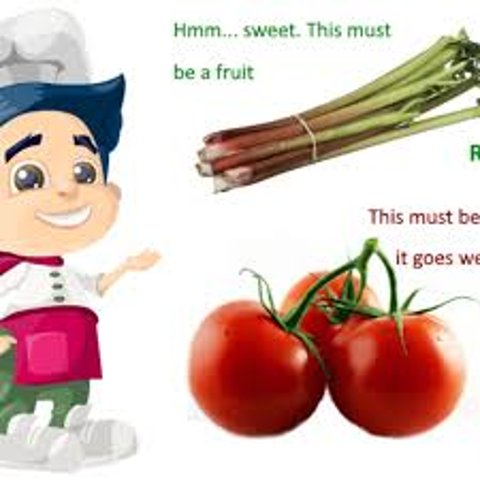 Hmm... sweet. This must
be a fruit
R
This must be
it goes we